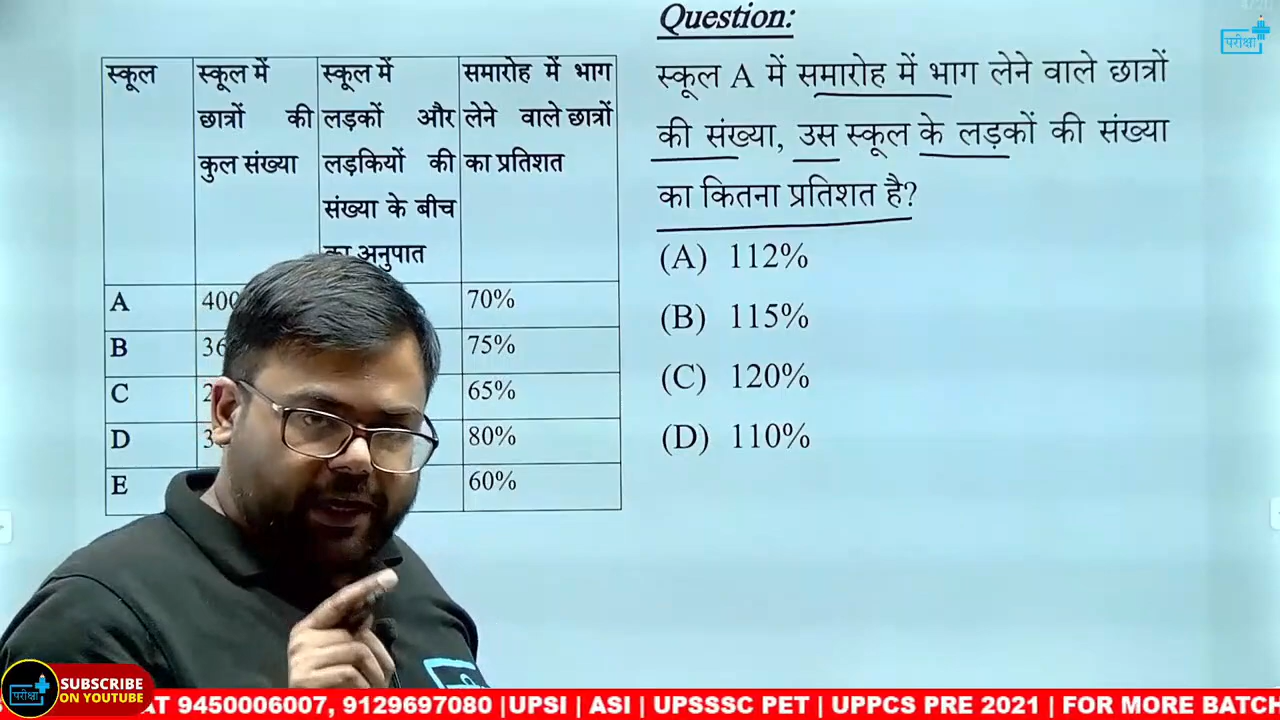 Question:
परीक्षा
स्कूल A में समारोह में भाग लेने वाले छात्रों
की संख्या, उस स्कूल के लड़कों की संख्या
का कितना प्रतिशत है?
(A) 112%
(B) 115%
(C) 120%
(D) 110%
स्कूल
स्कूल में
छात्रों की
कुल संख्या
स्कूल में
लड़कों और
लड़कियों की
संख्या के बीच
का अनुपात
समारोह में भाग
लेने वाले छात्रों
का प्रतिशत
A 400 70%
B 75%
C 65%
D 80%
E 60%
परीक्षा
SUBSCRIBE
ON YOUTUBE
AT 9450006007, 9129697080 |UPSI | ASI | UPSSSC PET | UPPCS PRE 2021 | FOR MORE BATCH